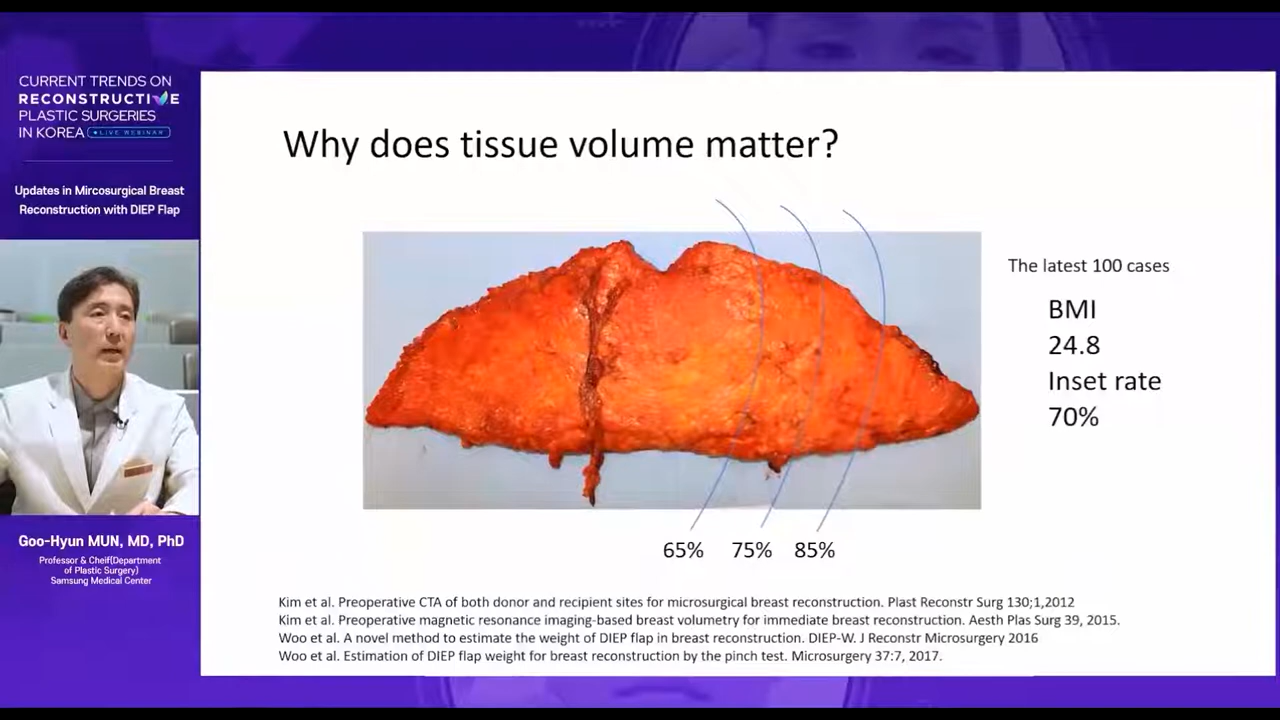 CURRENT TRENDS ON
RECONSTRUCTIVE
PLASTIC SURGERIES
IN KOREA LIVE WEBINAR
Updates in Mircosurgical Breast
Reconstruction with DIEP Flap
Goo-Hyun MUN, MD, PhD
Professor & Cheif(Department
of Plastic Surgery)
Samsung Medical Center
Why does tissue volume matter?
The latest 100 cases
BMI
24.8
Inset rate
70%
65% 75% 85%
Kim et al. Preoperative CTA of both donor and recipient sites for microsurgical breast reconstruction. Plast Reconstr Surg 130;1,2012
Kim et al. Preoperative magnetic resonance imaging-based breast volumetry for immediate breast reconstruction. Aesth Plas Surg 39, 2015.
Woo et al. A novel method to estimate the weight of DIEP flap in breast reconstruction. DIEP-W. J Reconstr Microsurgery 2016
Woo et al. Estimation of DIEP flap weight for breast reconstruction by the pinch test. Microsurgery 37:7, 2017.